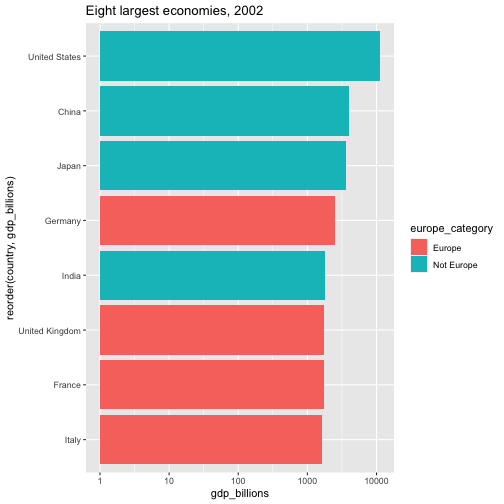 Eight largest economies, 2002
reorder(country, gdp_billions)
United States
China
Japan
Germany
India
United Kingdom
France
Italy
1 10 100 1000 10000
gdp_billions
europe_category
Europe
Not Europe